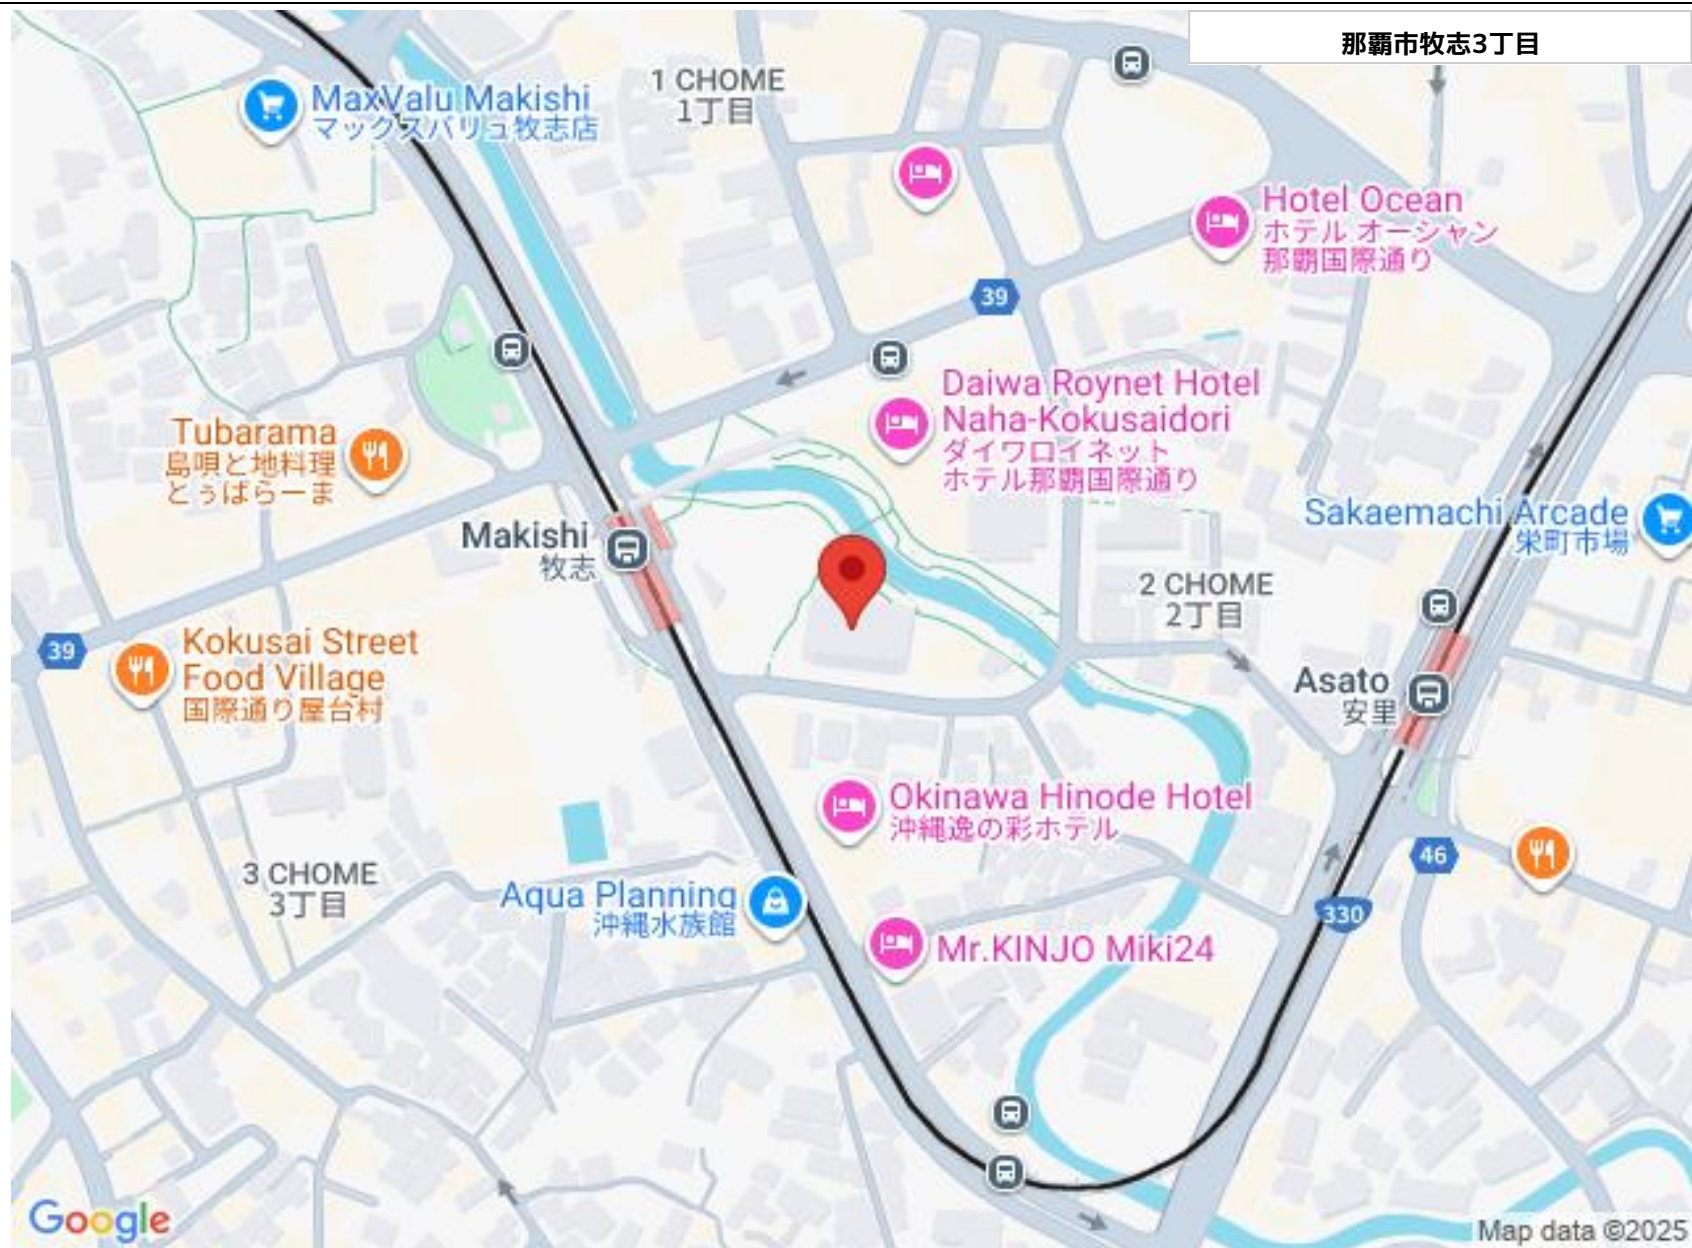 那覇市牧志3丁目
MaxValu Makishi
マックスバリュ牧志店
1 CHOME
1丁目
Hotel Ocean
ホテル オーシャン
那覇国際通り
39
Daiwa Roynet Hotel
Naha-Kokusaidori
ダイワロイネット
ホテル那覇国際通り
Tubarama
島唄と地料理
とぅばらーま
Sakaemachi Arcade
栄町市場
Makishi
牧志
2 CHOME
2丁目
39
Kokusai Street
Food Village
国際通り屋台村
Asato
安里
Okinawa Hinode Hotel
沖縄逸の彩ホテル
46
3 CHOME
3丁目
Aqua Planning
沖縄水族館
330
Mr.KINJO Miki24
Google
Map data ©2025